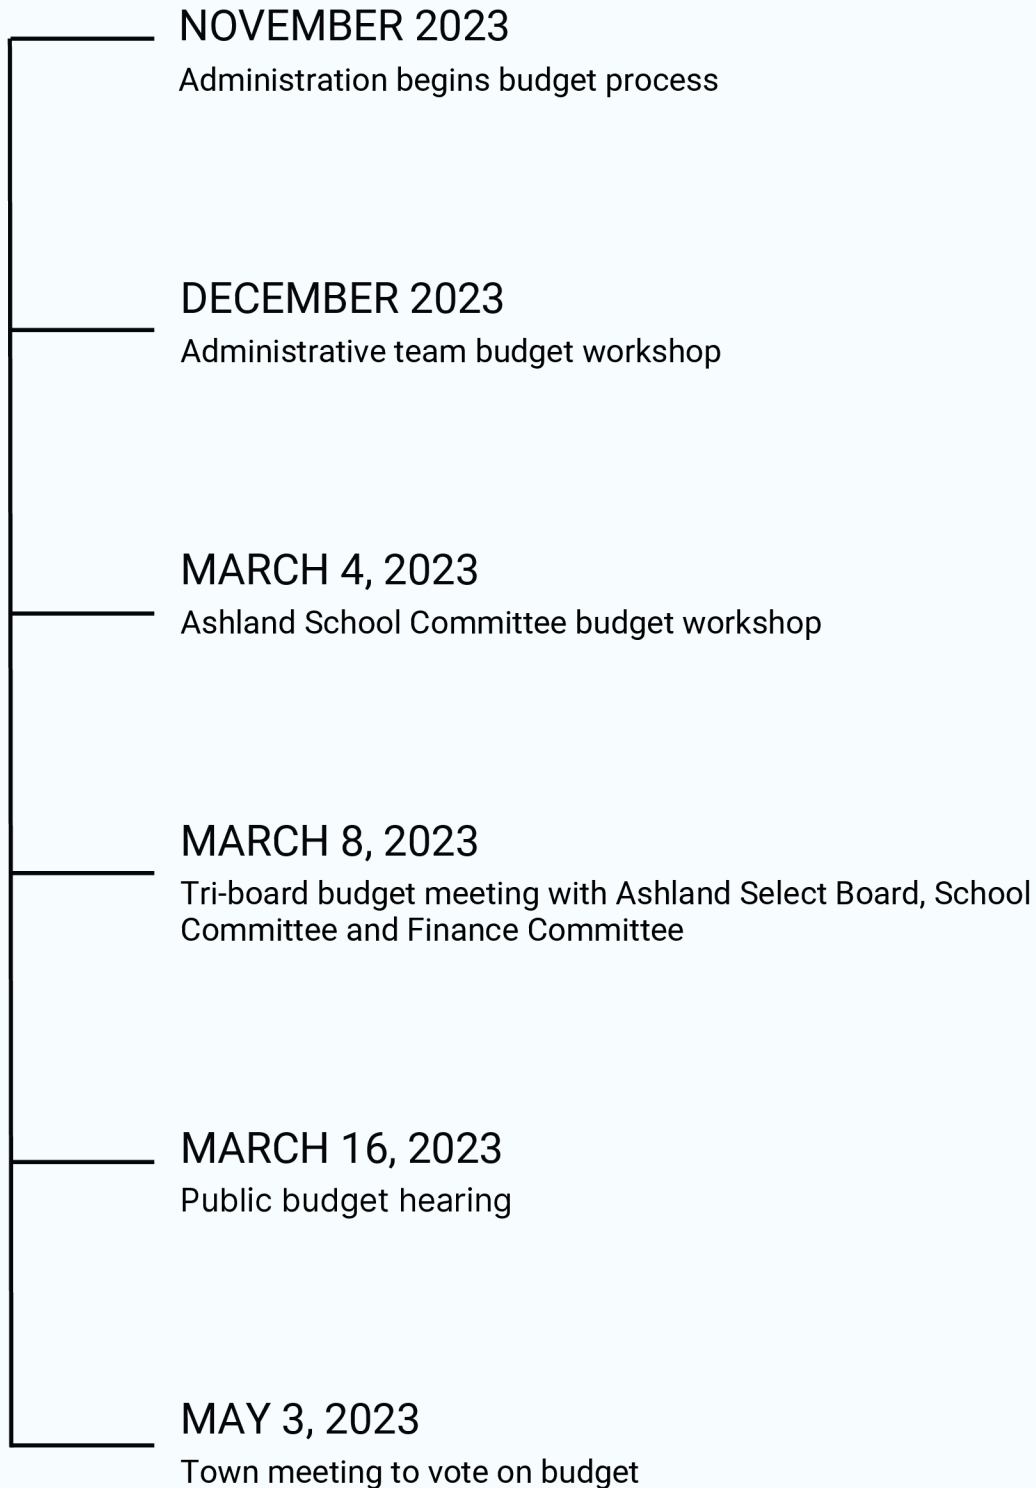 NOVEMBER 2023
Administration begins budget process
DECEMBER 2023
Administrative team budget workshop
MARCH 4, 2023
Ashland School Committee budget workshop
MARCH 8, 2023
Tri-board budget meeting with Ashland Select Board, School
Committee and Finance Committee
MARCH 16, 2023
Public budget hearing
MAY 3, 2023
Town meeting to vote on budget